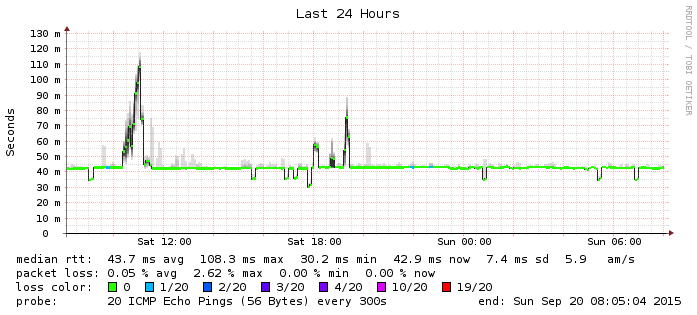 Last 24 Hours
RRDTOOL / TOBI OETIKER
Seconds
130 m
120 m
110 m
100 m
90 m
80 m
70 m
60 m
50 m
40 m
30 m
20 m
10 m
0
Sat 12:00 Sat 18:00 Sun 00:00 Sun 06:00
median rtt: 43.7 ms avg 108.3 ms max 30.2 ms min 42.9 ms now 7.4 ms sd 5.9 am/s
packet loss: 0.05 % avg 2.62 % max 0.00 % min 0.00 % now
loss color: 0 1/20 2/20 3/20 4/20 10/20 19/20
probe: 20 ICMP Echo Pings (56 Bytes) every 300s end: Sun Sep 20 08:05:04 2015